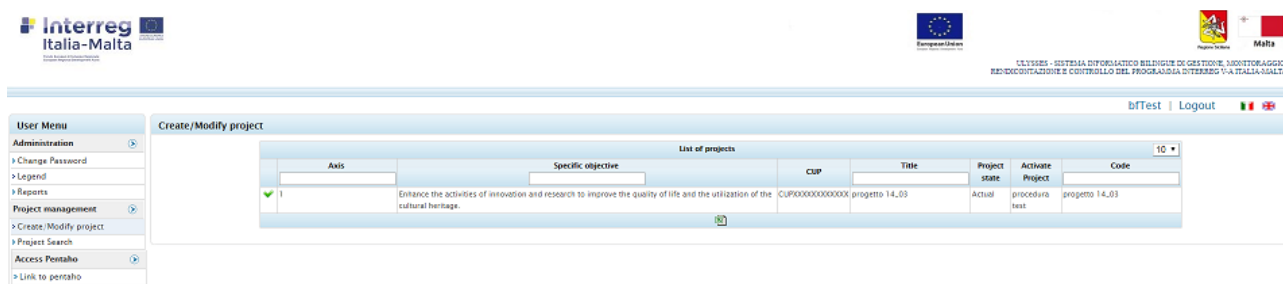 Interreg
Italia-Malta
European Union
Regione Siciliana
Malta
ULYSSES - SISTEMA INFORMATICO BILINGUE DI GESTIONE, MONITORAGGIO
RENDICONTAZIONE E CONTROLLO DEL PROGRAMMA INTERREG V-A ITALIA-MALTA
bfTest | Logout
User Menu
Create/Modify project
Administration
Change Password
Legend
Reports
Project management
Create/Modify project
Project Search
Access Pentaho
Link to pentaho
List of projects
10
Axis Specific objective CUP Title Project state Activate Project Code
1 Enhance the activities of innovation and research to improve the quality of life and the utilization of the cultural heritage. progetto 14_03 Actual procedura test progetto 14_03